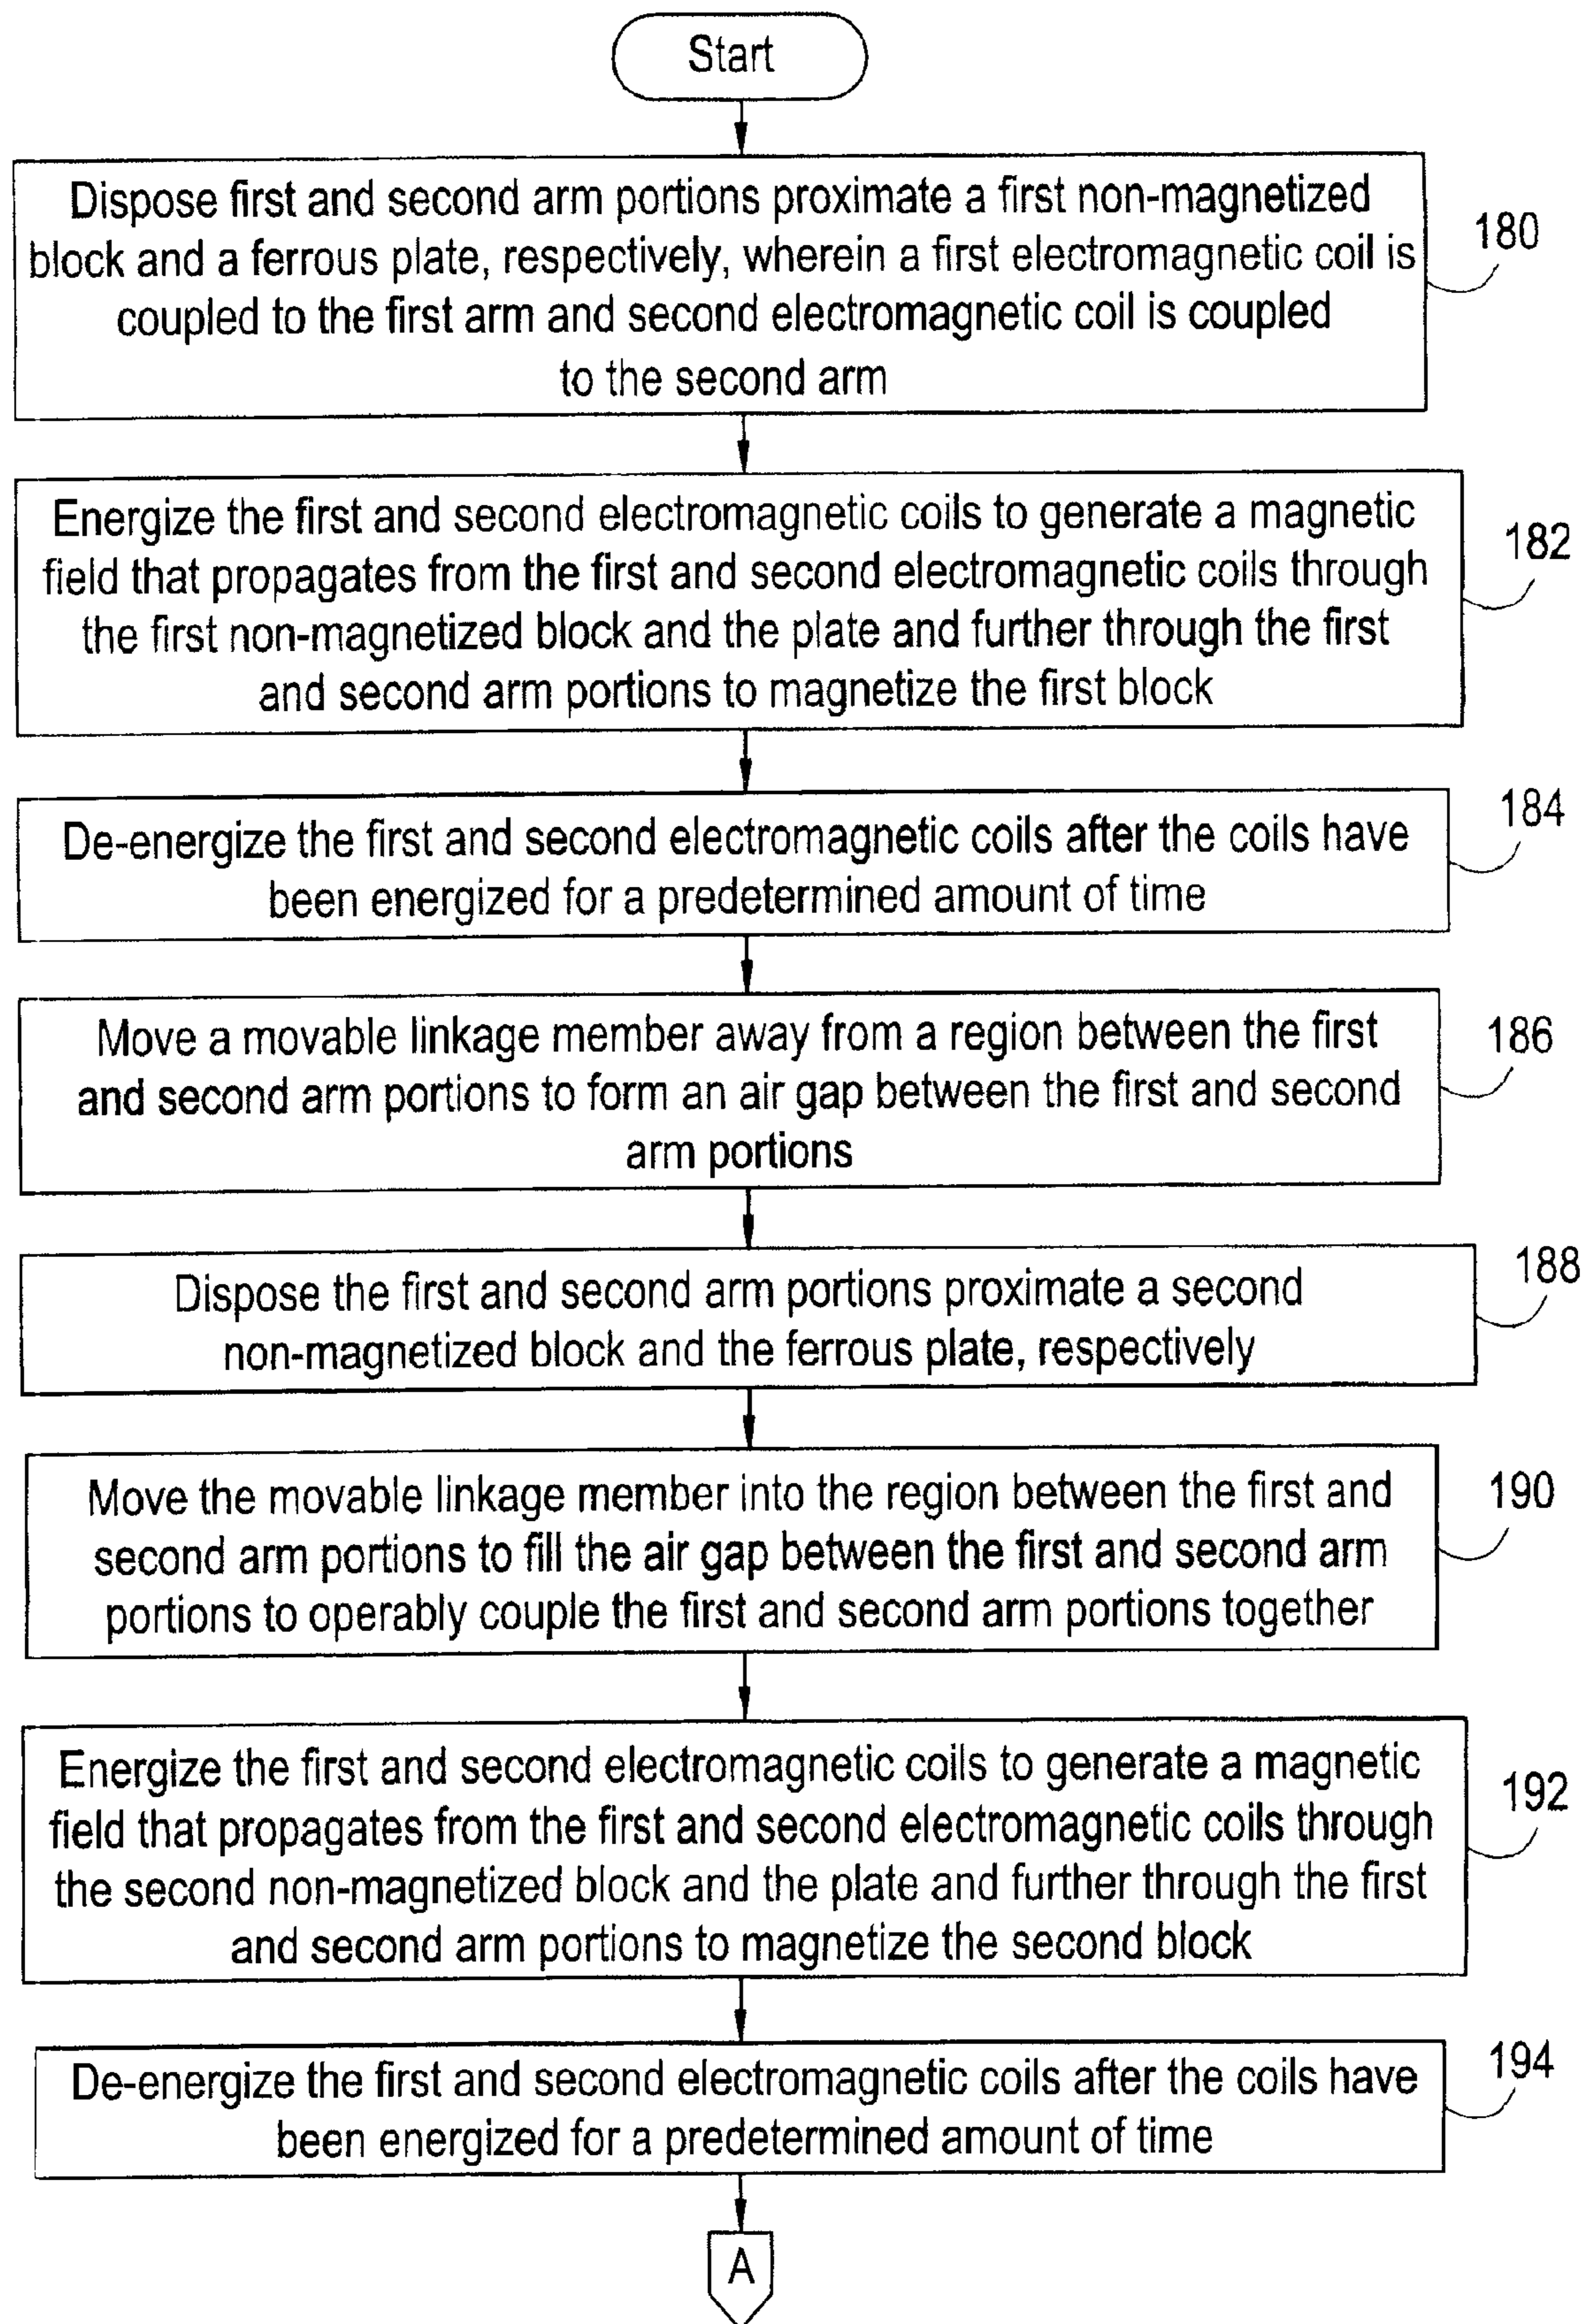 Start
Dispose first and second arm portions proximate a first non-magnetized
block and a ferrous plate, respectively, wherein a first electromagnetic coil is
coupled to the first arm and second electromagnetic coil is coupled
to the second arm
180
Energize the first and second electromagnetic coils to generate a magnetic
field that propagates from the first and second electromagnetic coils through
the first non-magnetized block and the plate and further through the first
and second arm portions to magnetize the first block
182
De-energize the first and second electromagnetic coils after the coils have
been energized for a predetermined amount of time
184
Move a movable linkage member away from a region between the first
and second arm portions to form an air gap between the first and second
arm portions
186
Dispose the first and second arm portions proximate a second
non-magnetized block and the ferrous plate, respectively
188
Move the movable linkage member into the region between the first and
second arm portions to fill the air gap between the first and second arm
portions to operably couple the first and second arm portions together
190
Energize the first and second electromagnetic coils to generate a magnetic
field that propagates from the first and second electromagnetic coils through
the second non-magnetized block and the plate and further through the first
and second arm portions to magnetize the second block
192
De-energize the first and second electromagnetic coils after the coils have
been energized for a predetermined amount of time
194
A